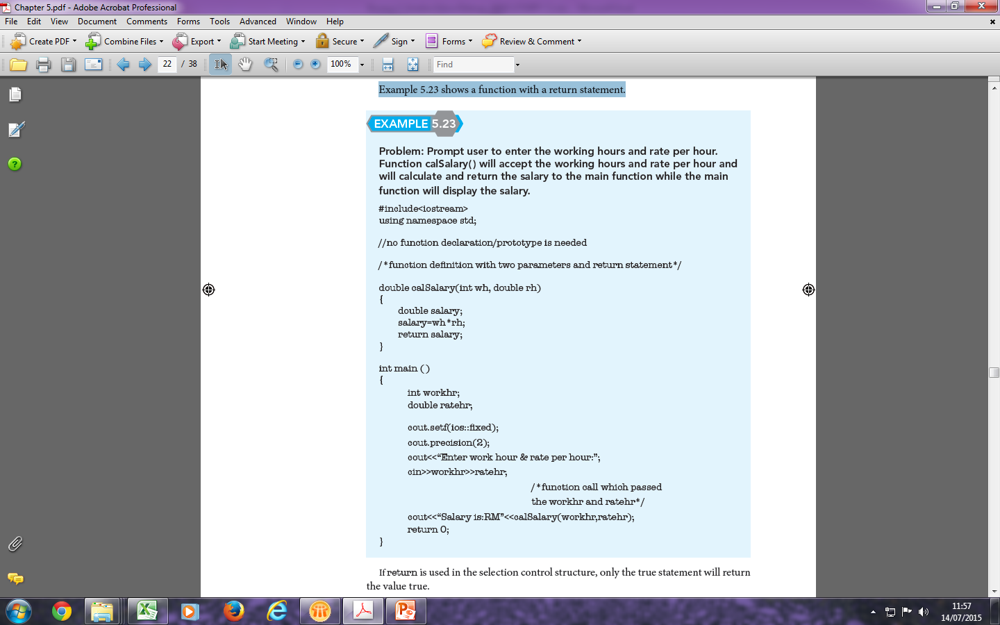 Chapter 5.pdf - Adobe Acrobat Professional
File Edit View Document Comments Forms Tools Advanced Window Help
Create PDF Combine Files Export Start Meeting Secure Sign Forms Review & Comment
22 / 38 100% Find
Example 5.23 shows a function with a return statement.
EXAMPLE 5.23
Problem: Prompt user to enter the working hours and rate per hour.
Function calSalary() will accept the working hours and rate per hour and
will calculate and return the salary to the main function while the main
function will display the salary.
#include<iostream>
using namespace std;
//no function declaration/prototype is needed
/*function definition with two parameters and return statement*/
double calSalary(int wh, double rh)
{
double salary;
salary=wh*rh;
return salary;
}
int main ()
{
int workhr;
double ratehr;
cout.setf(ios::fixed);
cout.precision(2);
cout<<“Enter work hour & rate per hour:”;
cin>>workhr>>ratehr;
/*function call which passed
the workhr and ratehr*/
cout<<“Salary is:RM”<<calSalary(workhr,ratehr);
return 0;
}
If return is used in the selection control structure, only the true statement will return
the value true.
11:57
14/07/2015